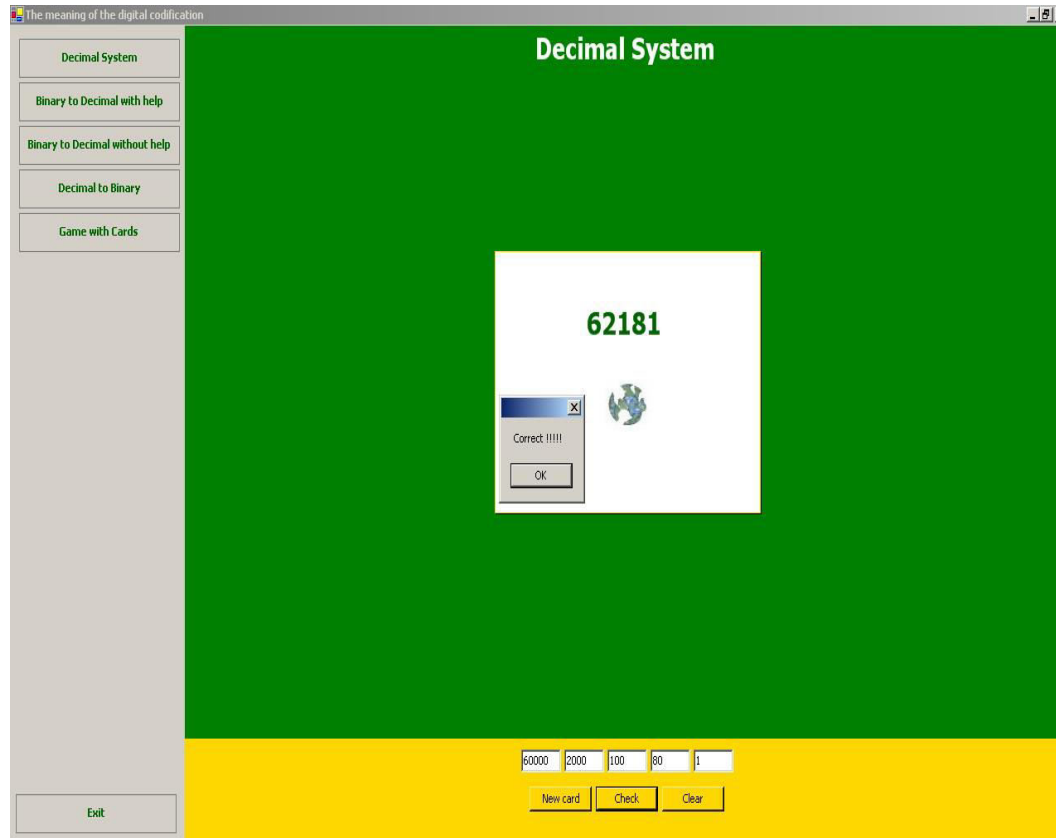 The meaning of the digital codification
Decimal System
Binary to Decimal with help
Binary to Decimal without help
Decimal to Binary
Game with Cards
Exit
Decimal System
62181
Correct !!!!!
OK
60000 2000 100 80 1
New card Check Clear